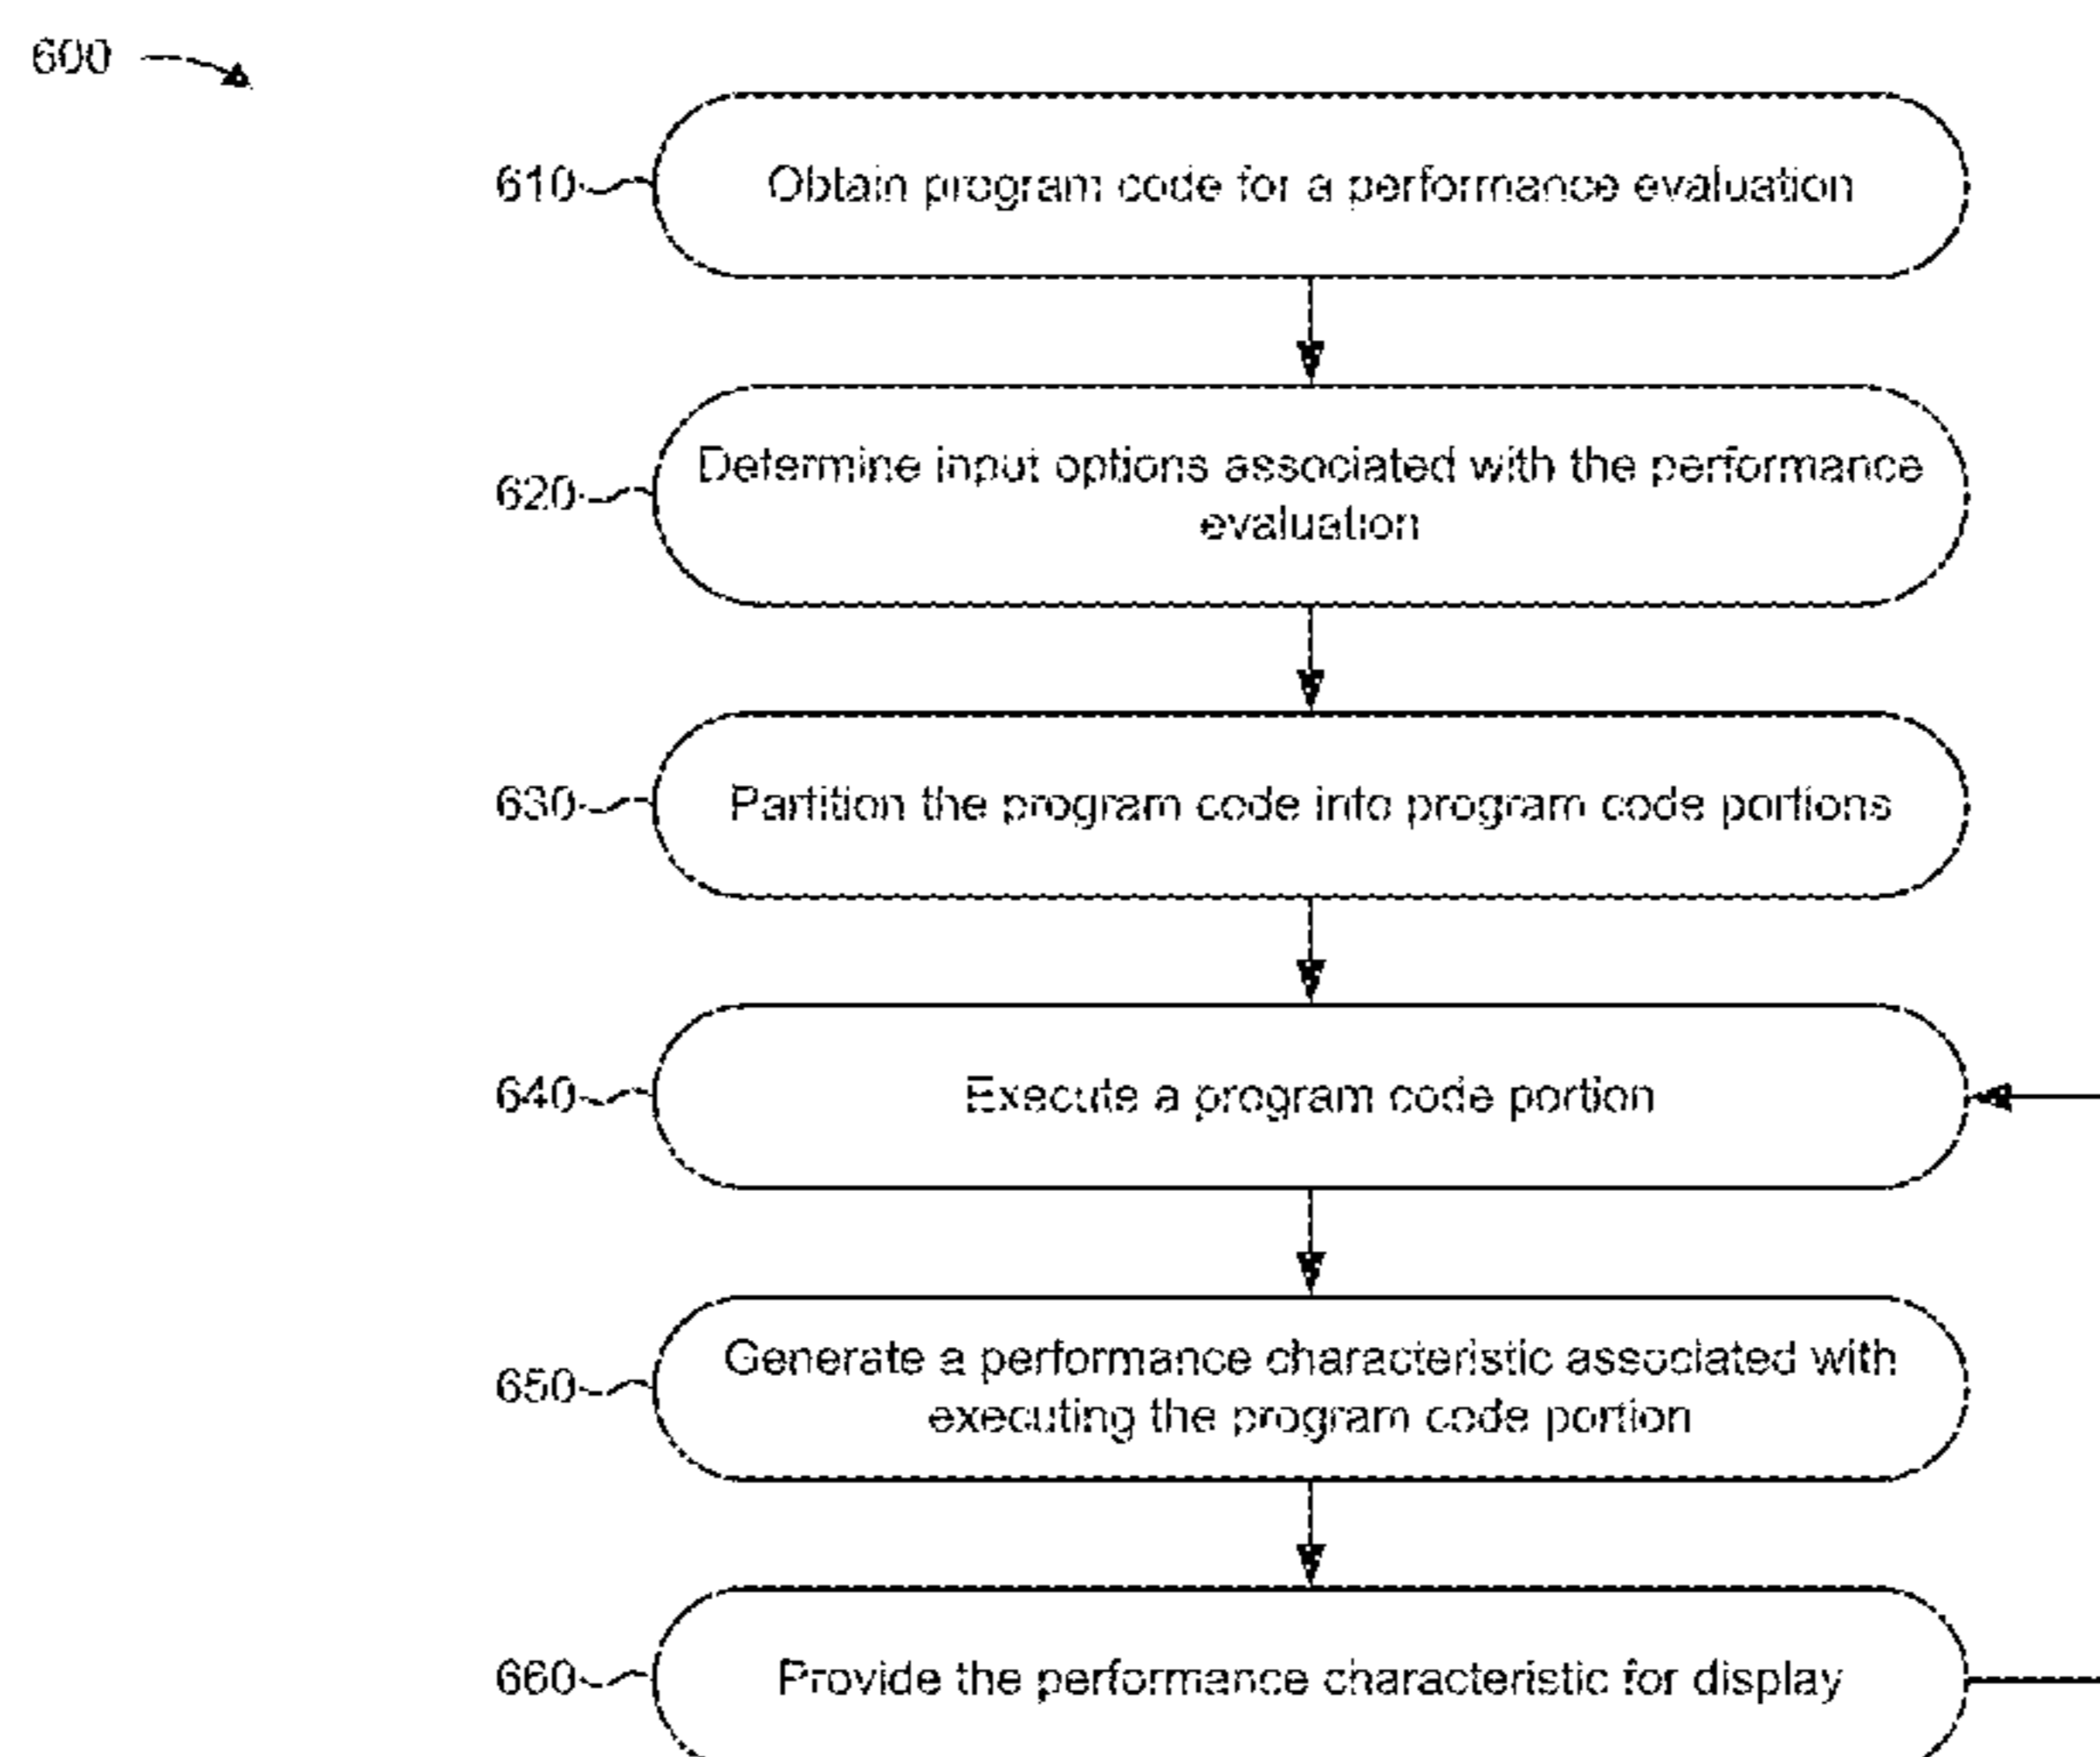 600
610
Obtain program code for a performance evaluation
620
Determine input options associated with the performance
evaluation
630
Partition the program code into program code portions
640
Execute a program code portion
650
Generate a performance characteristic associated with
executing the program code portion
660
Provide the performance characteristic for display